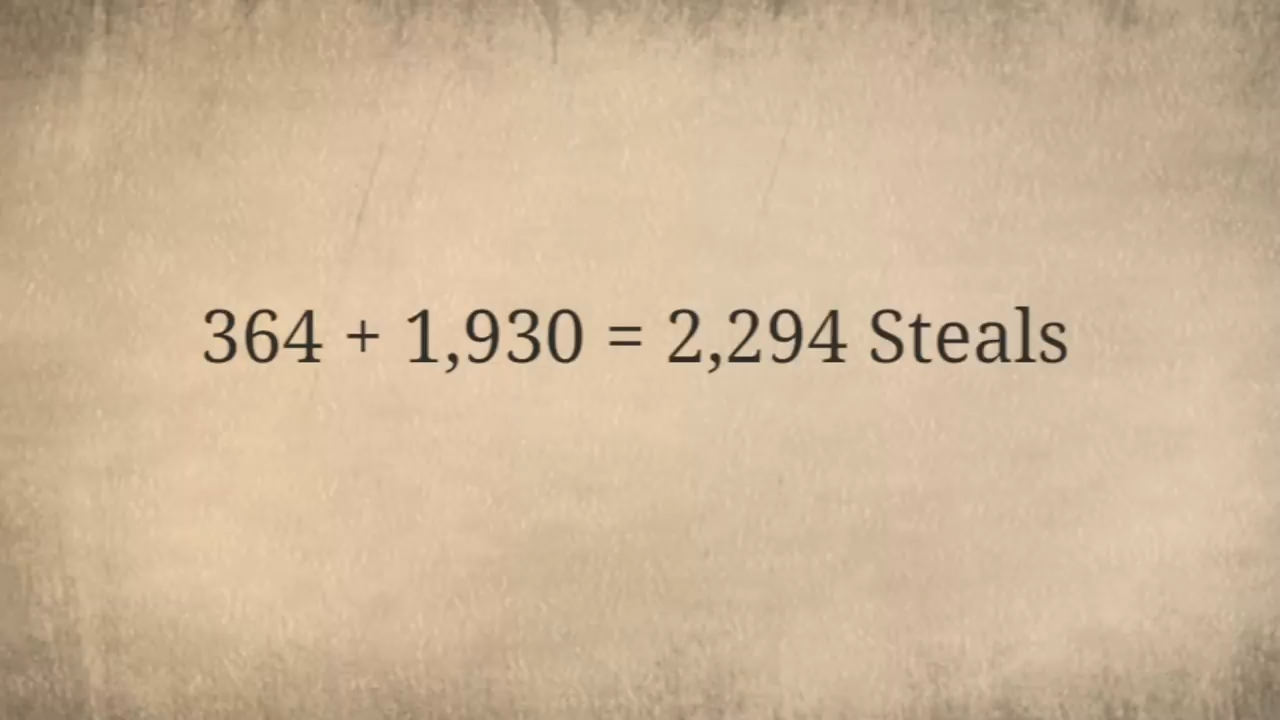 364 + 1,930 = 2,294 Steals